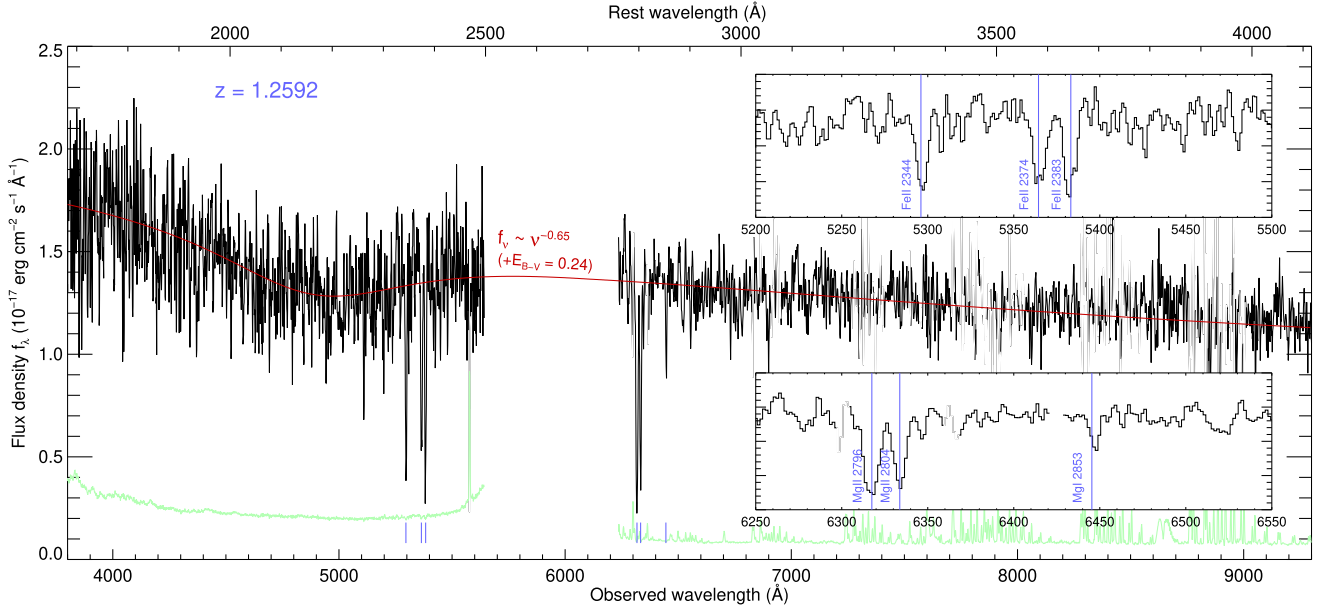 Rest wavelength (Å)
2000 2500 3000 3500 4000
2.5
2.0
1.5
1.0
0.5
0.0
Flux density fλ (10⁻¹⁷ erg cm⁻² s⁻¹ Å⁻¹)
z = 1.2592
fν ~ ν⁻⁰·⁶⁵
(+E_B−V = 0.24)
FeII 2344
FeII 2374
FeII 2383
5200 5250 5300 5350 5400 5450 5500
MgII 2796
MgII 2804
MgI 2853
6250 6300 6350 6400 6450 6500 6550
4000 5000 6000 7000 8000 9000
Observed wavelength (Å)